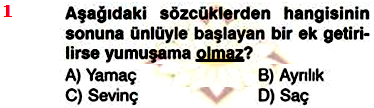 1 Aşağıdaki sözcüklerden hangisinin
sonuna ünlüyle başlayan bir ek getiri-
lirse yumuşama olmaz?
A) Yamaç B) Ayrılık
C) Sevinç D) Saç